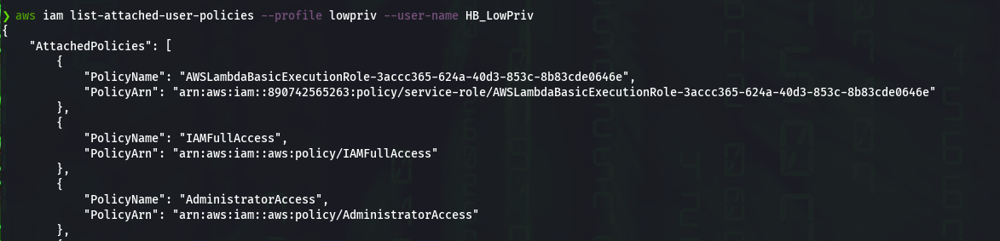 ❯ aws iam list-attached-user-policies --profile lowpriv --user-name HB_LowPriv
{
    "AttachedPolicies": [
        {
            "PolicyName": "AWSLambdaBasicExecutionRole-3accc365-624a-40d3-853c-8b83cde0646e",
            "PolicyArn": "arn:aws:iam::890742565263:policy/service-role/AWSLambdaBasicExecutionRole-3accc365-624a-40d3-853c-8b83cde0646e"
        },
        {
            "PolicyName": "IAMFullAccess",
            "PolicyArn": "arn:aws:iam::aws:policy/IAMFullAccess"
        },
        {
            "PolicyName": "AdministratorAccess",
            "PolicyArn": "arn:aws:iam::aws:policy/AdministratorAccess"
        },